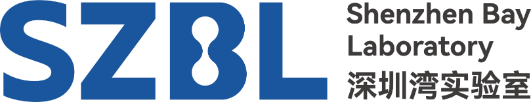 SZBL
Shenzhen Bay
Laboratory
深圳湾实验室